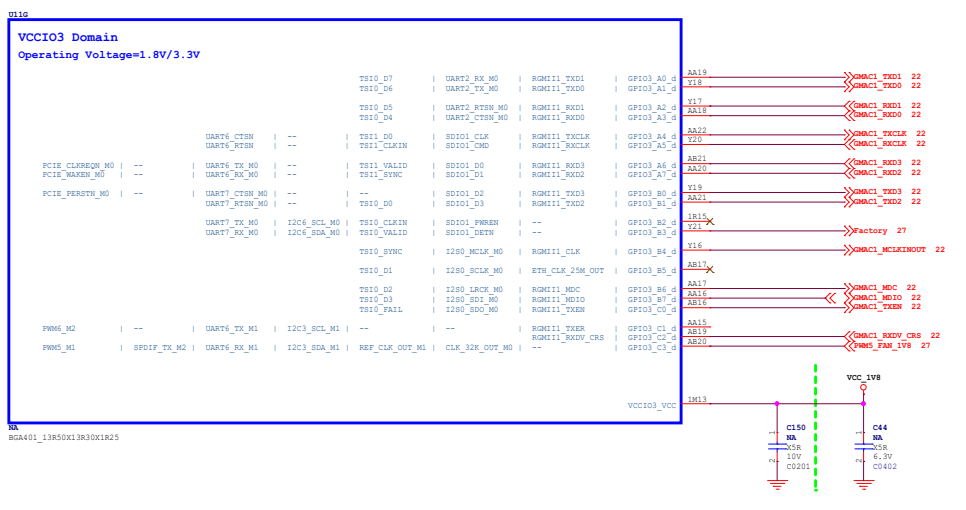 U11G
VCCIO3 Domain
Operating Voltage=1.8V/3.3V
TSI0_D7 | UART2_RX_M0 | RGMII1_TXD1 | GPIO3_A0_d AA19 GMAC1_TXD1 22
TSI0_D6 | UART2_TX_M0 | RGMII1_TXD0 | GPIO3_A1_d Y18 GMAC1_TXD0 22
TSI0_D5 | UART2_RTSN_M0 | RGMII1_RXD1 | GPIO3_A2_d Y17 GMAC1_RXD1 22
TSI0_D4 | UART2_CTSN_M0 | RGMII1_RXD0 | GPIO3_A3_d AA18 GMAC1_RXD0 22
UART6_CTSN | -- | TSI1_D0 | SDIO1_CLK | RGMII1_TXCLK | GPIO3_A4_d AA22 GMAC1_TXCLK 22
UART6_RTSN | -- | TSI1_CLKIN | SDIO1_CMD | RGMII1_RXCLK | GPIO3_A5_d Y20 GMAC1_RXCLK 22
PCIE_CLKREQN_M0 | -- | UART6_TX_M0 | -- | TSI1_VALID | SDIO1_D0 | RGMII1_RXD3 | GPIO3_A6_d AB21 GMAC1_RXD3 22
PCIE_WAKEN_M0 | -- | UART6_RX_M0 | -- | TSI1_SYNC | SDIO1_D1 | RGMII1_RXD2 | GPIO3_A7_d AA20 GMAC1_RXD2 22
PCIE_PERSTN_M0 | -- | UART7_CTSN_M0 | -- | -- | SDIO1_D2 | RGMII1_TXD3 | GPIO3_B0_d Y19 GMAC1_TXD3 22
UART7_RTSN_M0 | -- | TSI0_D0 | SDIO1_D3 | RGMII1_TXD2 | GPIO3_B1_d AA21 GMAC1_TXD2 22
UART7_TX_M0 | I2C6_SCL_M0 | TSI0_CLKIN | SDIO1_PWREN | -- | GPIO3_B2_d 1R15
UART7_RX_M0 | I2C6_SDA_M0 | TSI0_VALID | SDIO1_DETN | -- | GPIO3_B3_d Y21 Factory 27
TSI0_SYNC | I2S0_MCLK_M0 | RGMII1_CLK | GPIO3_B4_d Y16 GMAC1_MCLKINOUT 22
TSI0_D1 | I2S0_SCLK_M0 | ETH_CLK_25M_OUT | GPIO3_B5_d AB17
TSI0_D2 | I2S0_LRCK_M0 | RGMII1_MDC | GPIO3_B6_d AA17 GMAC1_MDC 22
TSI0_D3 | I2S0_SDI_M0 | RGMII1_MDIO | GPIO3_B7_d AA16 GMAC1_MDIO 22
TSI0_FAIL | I2S0_SDO_M0 | RGMII1_TXEN | GPIO3_C0_d AB16 GMAC1_TXEN 22
PWM6_M2 | -- | UART6_TX_M1 | I2C3_SCL_M1 | -- | -- | RGMII1_TXER | GPIO3_C1_d AA15
RGMII1_RXDV_CRS | GPIO3_C2_d AB19 GMAC1_RXDV_CRS 22
PWM5_M1 | SPDIF_TX_M2 | UART6_RX_M1 | I2C3_SDA_M1 | REF_CLK_OUT_M1 | CLK_32K_OUT_M0 | -- | GPIO3_C3_d AB20 PWM5_FAN_1V8 27
VCC_1V8
VCCIO3_VCC 1M13
NA
BGA401_13R50X13R30X1R25
1
2
C150
NA
X5R
10V
C0201
1
2
C44
NA
X5R
6.3V
C0402